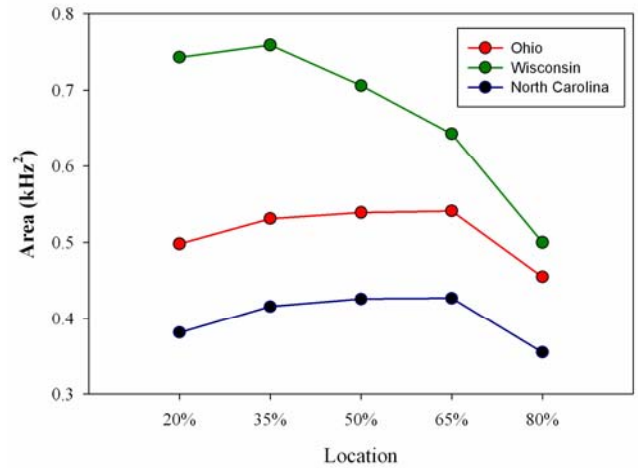 0.8
0.7
0.6
0.5
0.4
0.3
Area (kHz²)
Ohio
Wisconsin
North Carolina
20% 35% 50% 65% 80%
Location